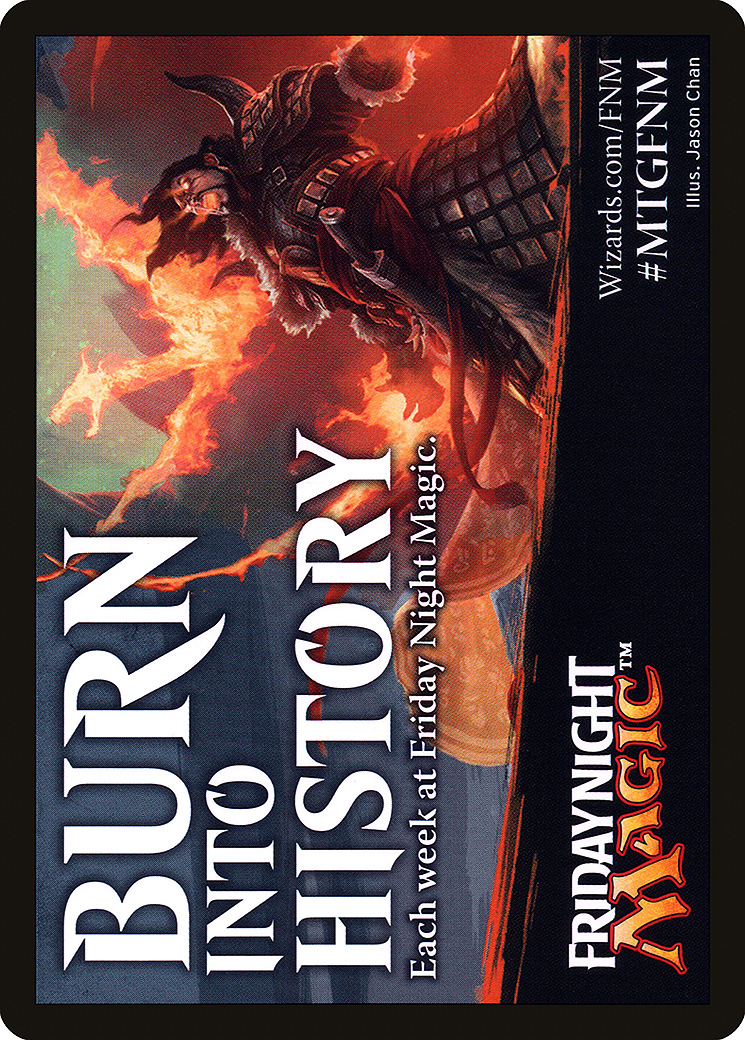 BURN
INTO
HISTORY
Each week at Friday Night Magic.
FRIDAY NIGHT
MAGIC™
Wizards.com/FNM
#MTGFNM
Illus. Jason Chan